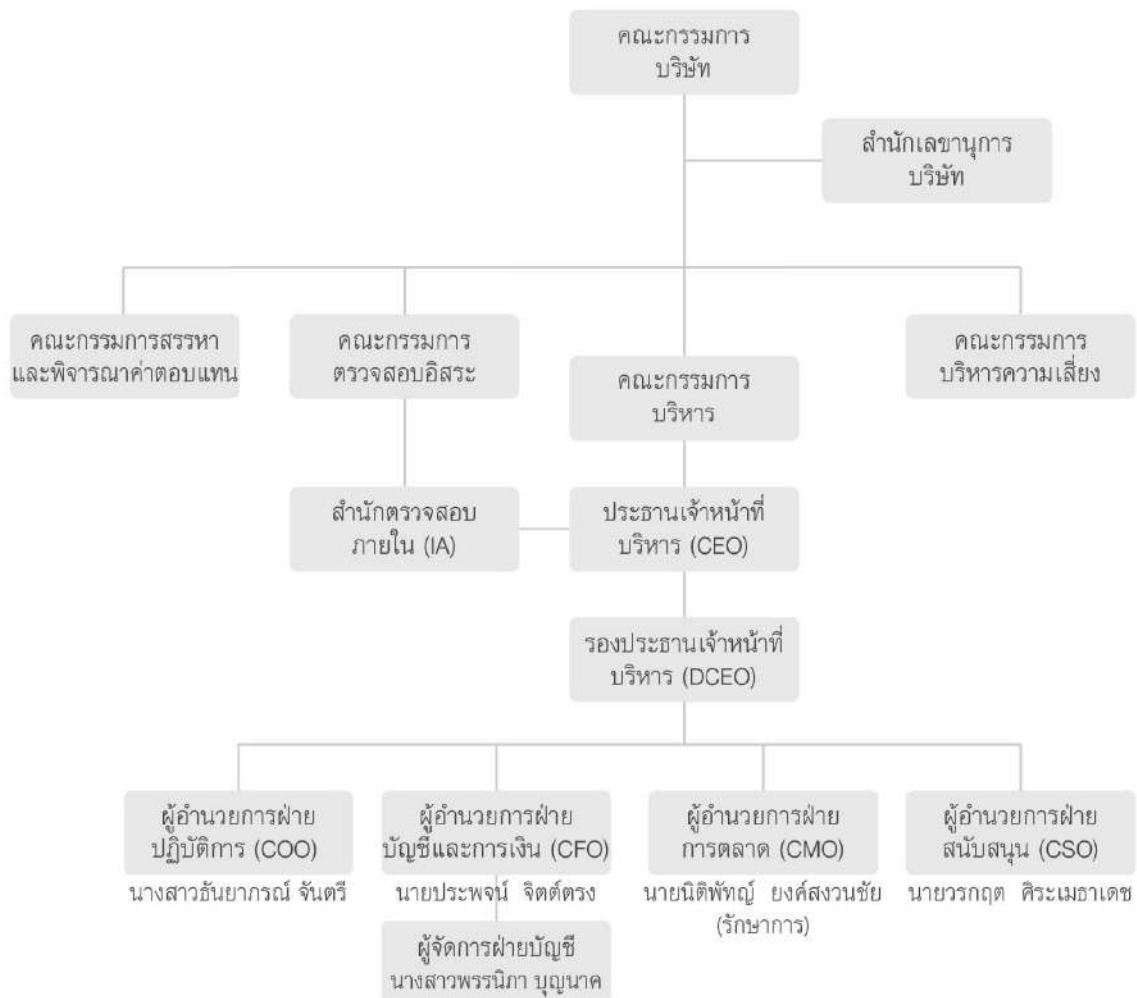 คณะกรรมการ
บริษัท
สำนักเลขานุการ
บริษัท
คณะกรรมการสรรหา
และพิจารณาค่าตอบแทน
คณะกรรมการ
ตรวจสอบอิสระ
คณะกรรมการ
บริหาร
คณะกรรมการ
บริหารความเสี่ยง
สำนักตรวจสอบ
ภายใน (IA)
ประธานเจ้าหน้าที่
บริหาร (CEO)
รองประธานเจ้าหน้าที่
บริหาร (DCEO)
ผู้อำนวยการฝ่าย
ปฏิบัติการ (COO)
นางสาวธันยาภรณ์ จันตรี
ผู้อำนวยการฝ่าย
บัญชีและการเงิน (CFO)
นายประพจน์ จิตต์ตรง
ผู้จัดการฝ่ายบัญชี
นางสาวพรรนิภา บุญนาค
ผู้อำนวยการฝ่าย
การตลาด (CMO)
นายนิติพัทญ์ ยงค์สงวนชัย
(รักษาการ)
ผู้อำนวยการฝ่าย
สนับสนุน (CSO)
นายวรกฤต ศิระเมธาเดช